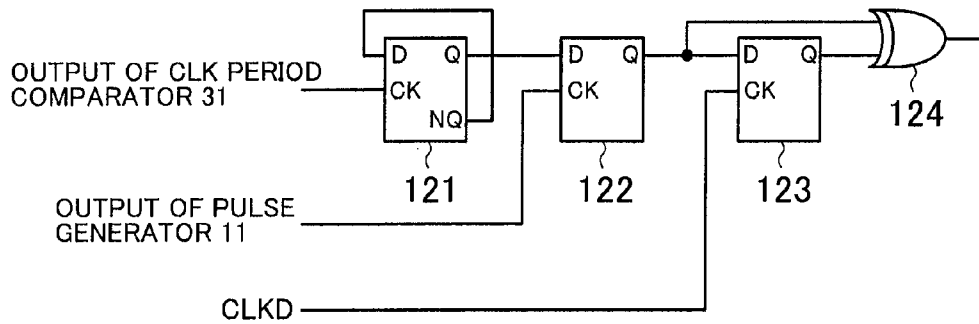 D Q
CK
NQ
121
D Q
CK
122
D Q
CK
123
124
OUTPUT OF CLK PERIOD
COMPARATOR 31
OUTPUT OF PULSE
GENERATOR 11
CLKD